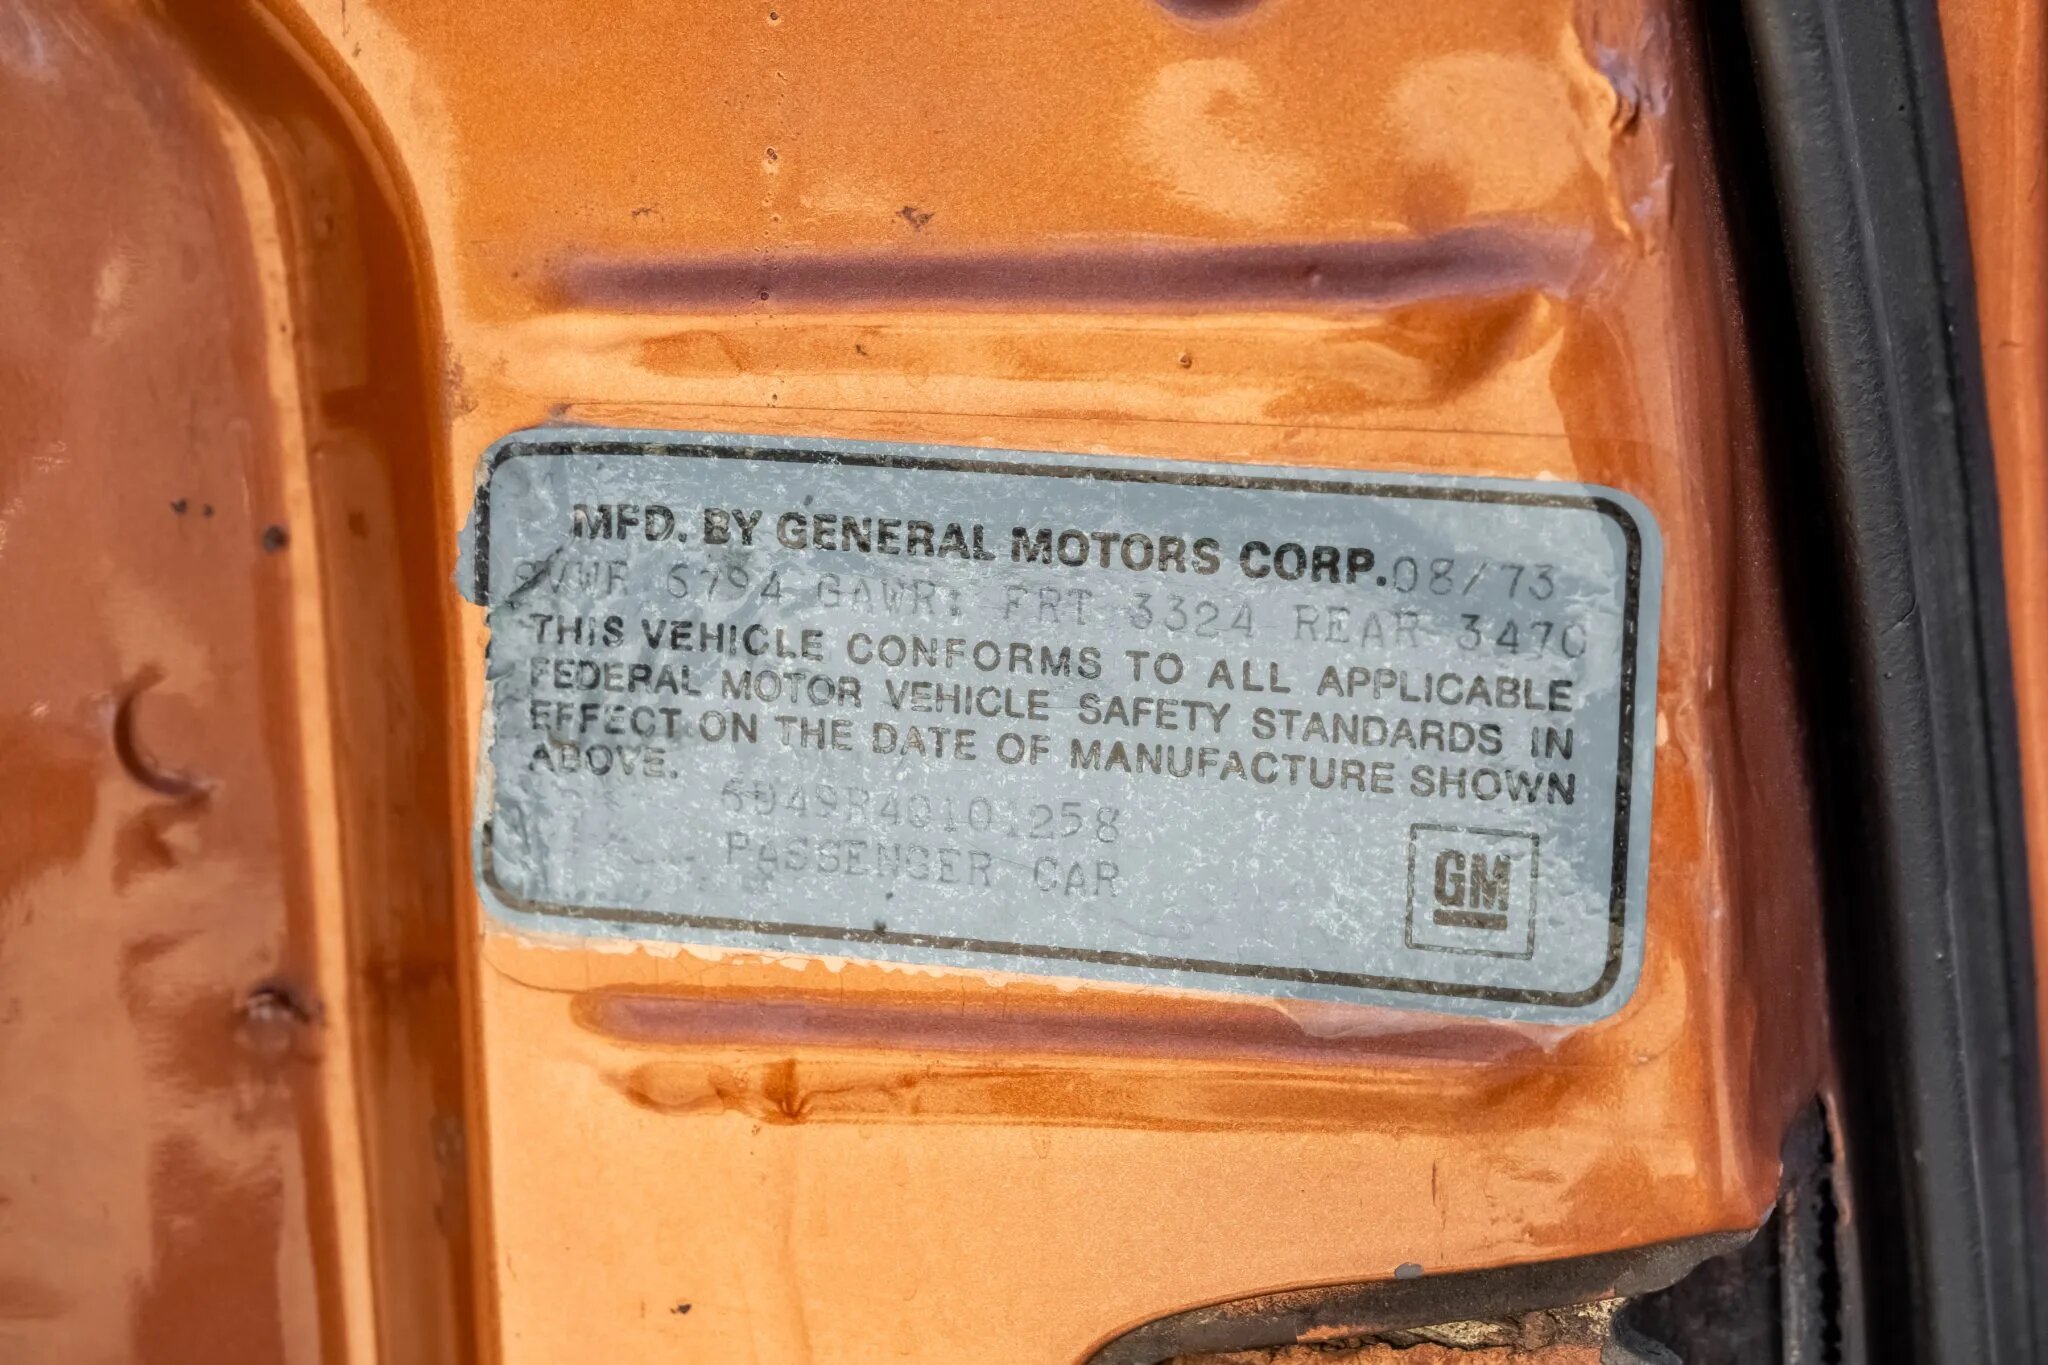 MFD. BY GENERAL MOTORS CORP. 08/73
GVWR 6794 GAWR: FRT 3324 REAR 3470
THIS VEHICLE CONFORMS TO ALL APPLICABLE
FEDERAL MOTOR VEHICLE SAFETY STANDARDS IN
EFFECT ON THE DATE OF MANUFACTURE SHOWN
ABOVE.
6D49R4Q101258
PASSENGER CAR
GM